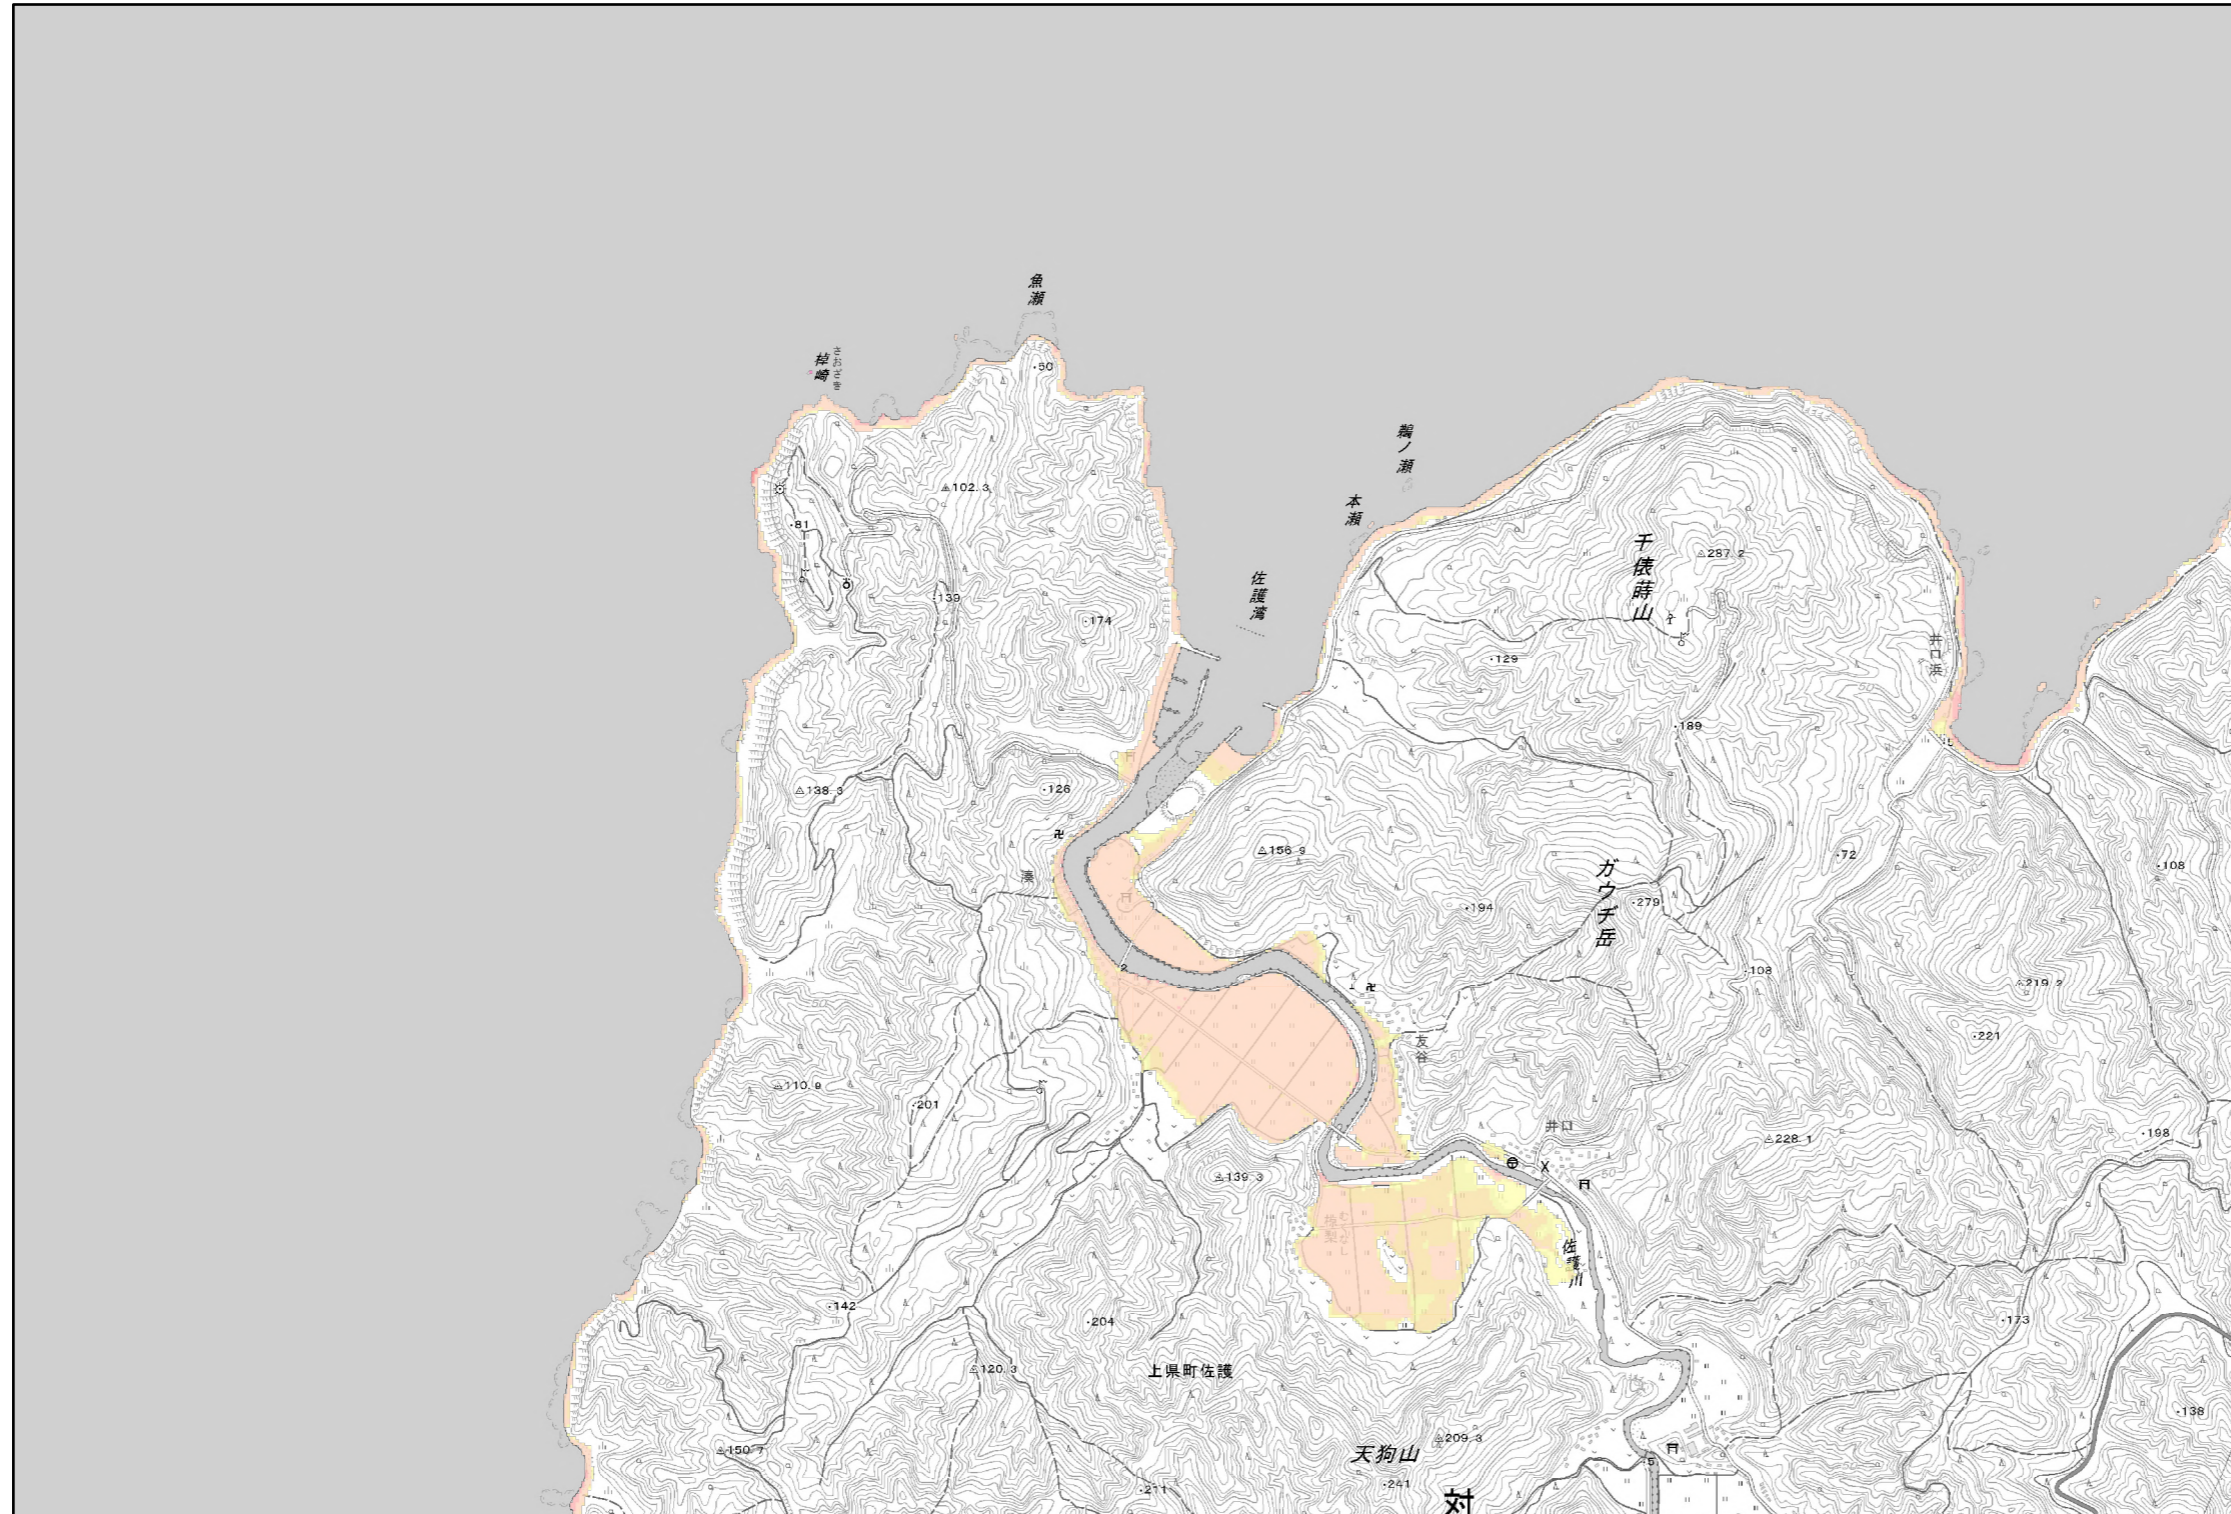 魚瀬
棹崎
さおざき
・50
鵜ノ瀬
本瀬
102.3
・81
千俵蒔山
287.2
佐護湾
・139
・174
・129
井口浜
・189
138.3
・126
156.9
・72
・108
ガウヂ岳
湊
・279
・194
・108
2
219.2
・221
友谷
110.9
・201
井口
228.1
・198
139.3
佐護川
・142
・204
・173
120.3
上県町佐護
・138
150.7
天狗山
209.3
・5
・241
・211
対